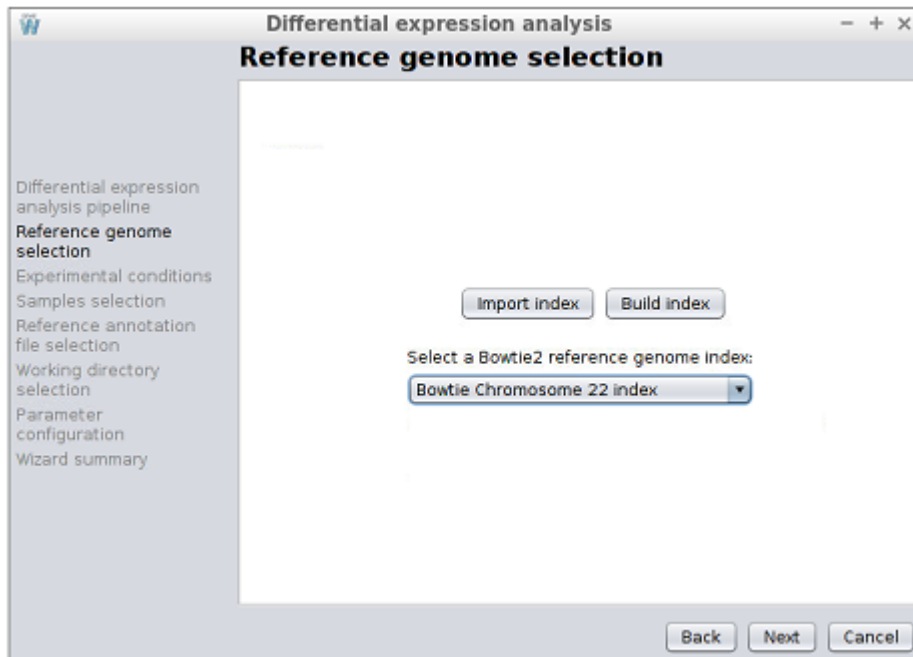 Differential expression analysis
Reference genome selection
Differential expression
analysis pipeline
Reference genome
selection
Experimental conditions
Samples selection
Reference annotation
file selection
Working directory
selection
Parameter
configuration
Wizard summary
Import index Build index
Select a Bowtie2 reference genome index:
Bowtie Chromosome 22 index
Back Next Cancel